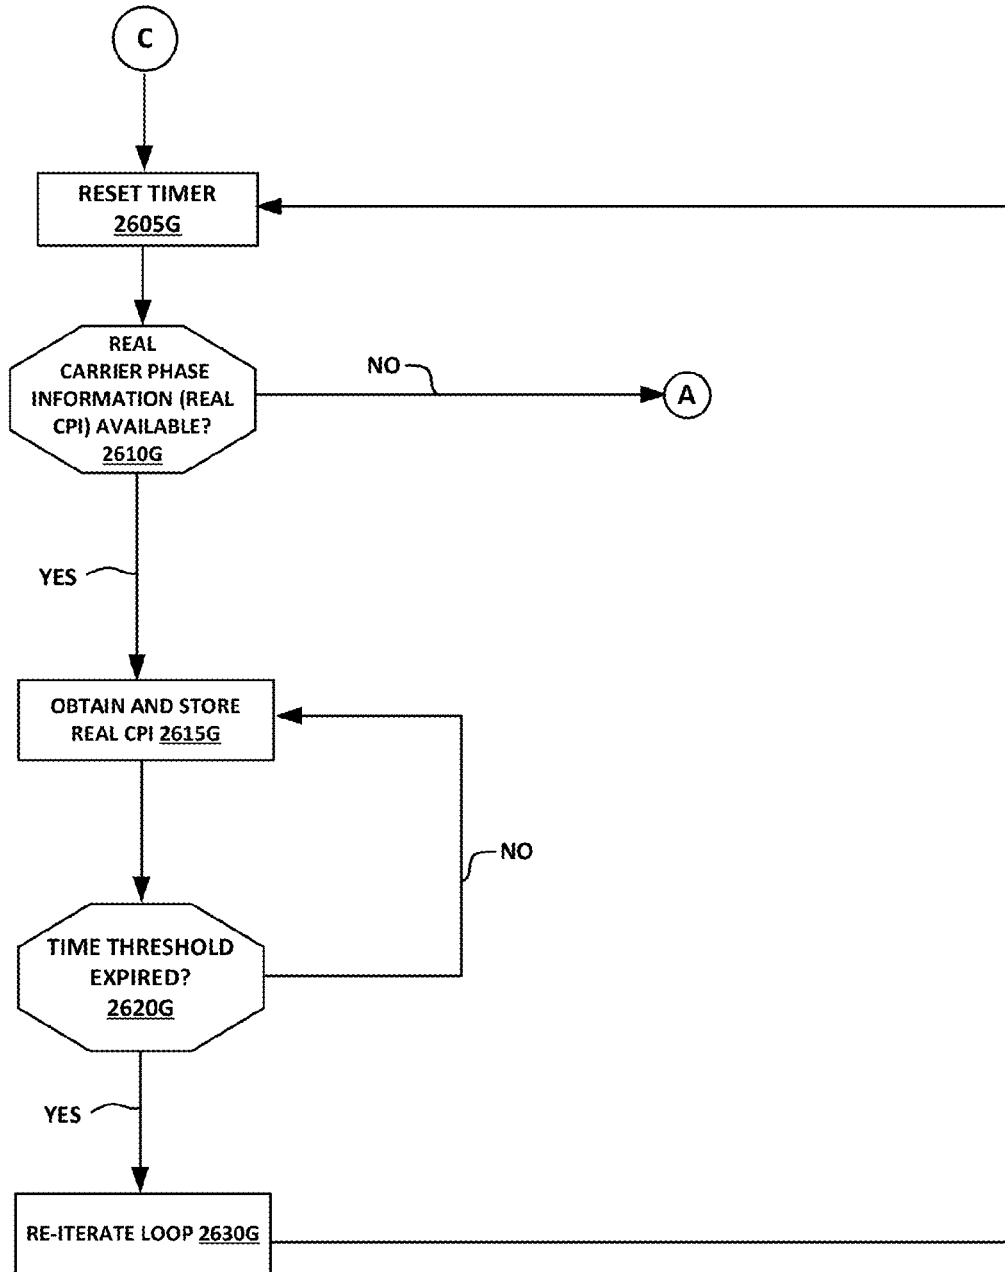 C
RESET TIMER
2605G
REAL
CARRIER PHASE
INFORMATION (REAL
CPI) AVAILABLE?
2610G
NO
A
YES
OBTAIN AND STORE
REAL CPI 2615G
NO
TIME THRESHOLD
EXPIRED?
2620G
YES
RE-ITERATE LOOP 2630G